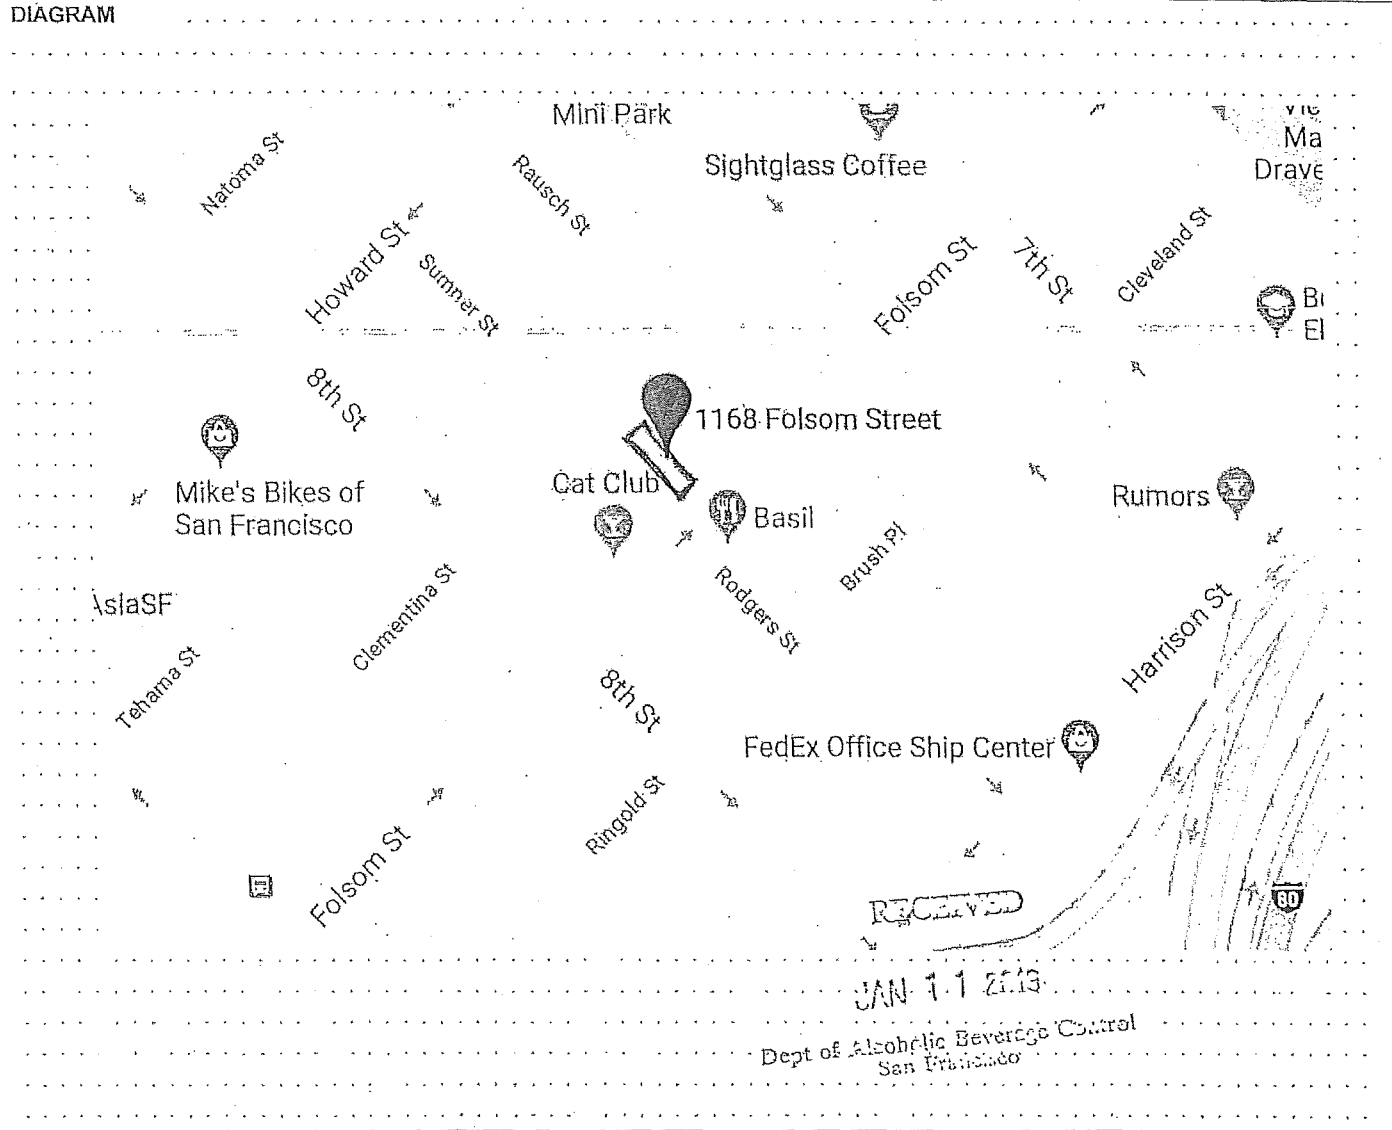 DIAGRAM
Mini Park
Sightglass Coffee
Ma
Drave
Natoma St
Rausch St
Howard St
Sumner St
Folsom St
7th St
Cleveland St
8th St
1168 Folsom Street
Mike's Bikes of
San Francisco
Cat Club
Basil
Rumors
Brush Pl
AsiaSF
Clementina St
Rodgers St
Harrison St
Tehama St
8th St
FedEx Office Ship Center
Ringold St
Folsom St
80
RECEIVED
JAN 11
Dept of Alcoholic Beverage Control
San Francisco